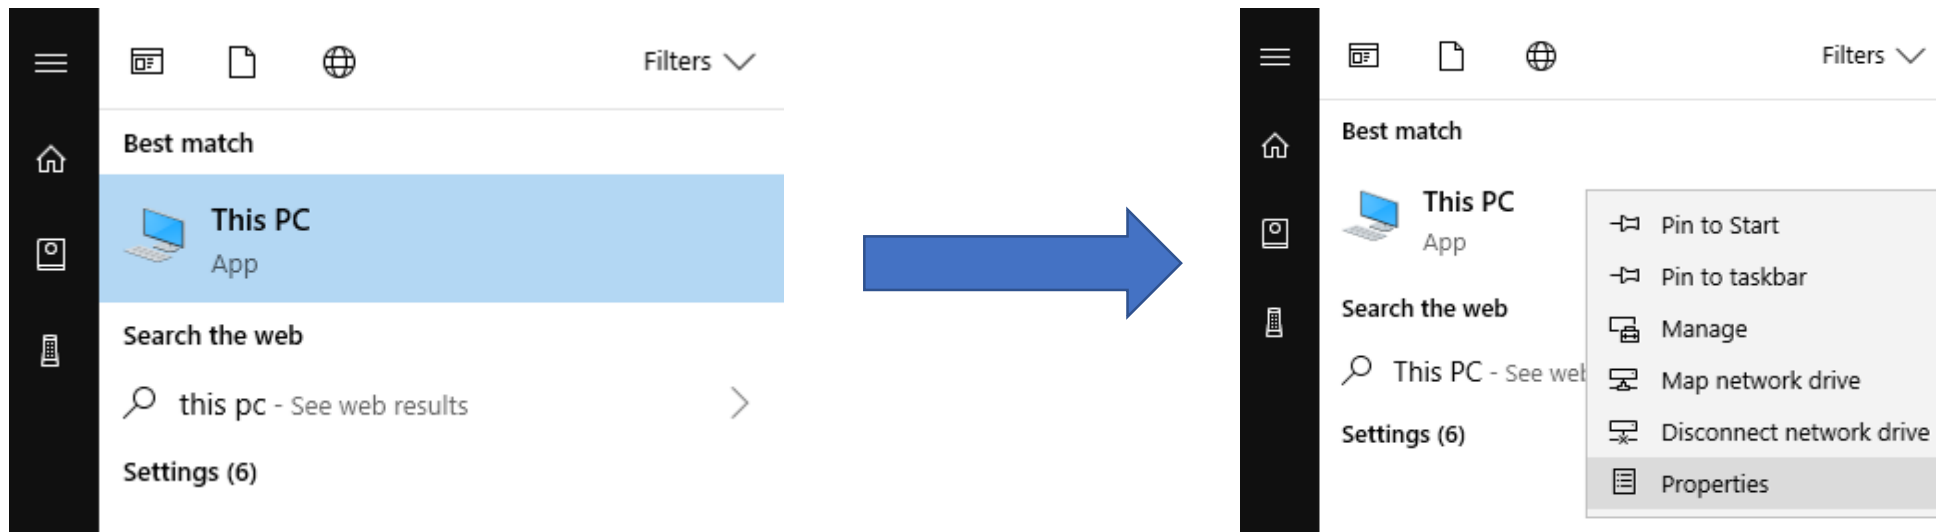 Filters
Best match
This PC
App
Search the web
this pc - See web results
Settings (6)
Filters
Best match
This PC
App
Search the web
This PC - See
Settings (6)
Pin to Start
Pin to taskbar
Manage
Map network drive
Disconnect network drive
Properties